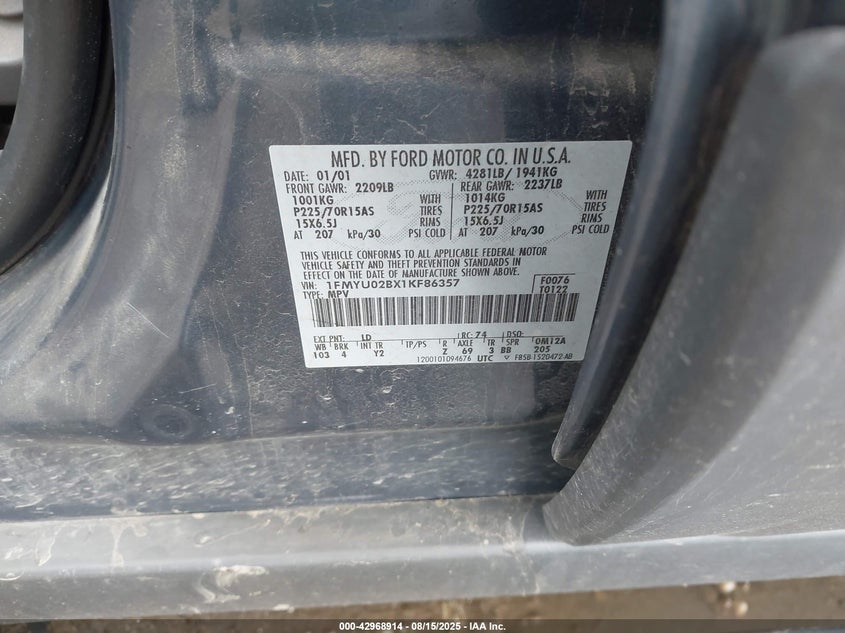 MFD. BY FORD MOTOR CO. IN U.S.A.
DATE: 01/01 GVWR: 4281LB/ 1941KG
FRONT GAWR: 2209LB REAR GAWR: 2237LB
1001KG WITH 1014KG WITH
P225/70R15AS TIRES P225/70R15AS TIRES
15X6.5J RIMS 15X6.5J RIMS
AT 207 kPa/30 PSI COLD AT 207 kPa/30 PSI COLD
THIS VEHICLE CONFORMS TO ALL APPLICABLE FEDERAL MOTOR
VEHICLE SAFETY AND THEFT PREVENTION STANDARDS IN
EFFECT ON THE DATE OF MANUFACTURE SHOWN ABOVE.
VIN: 1FMYU02BX1KF86357 F0076
TYPE: MPV T0122
EXT PNT: LD RC: 74 DSO:
WB BRK INT TR TP/PS R AXLE TR SPR 0M12A
103 4 Y2 Z 69 3 BB 205
1200101094676 UTC F85B-1520472-AB
000-42968914 - 08/15/2025 - IAA Inc.